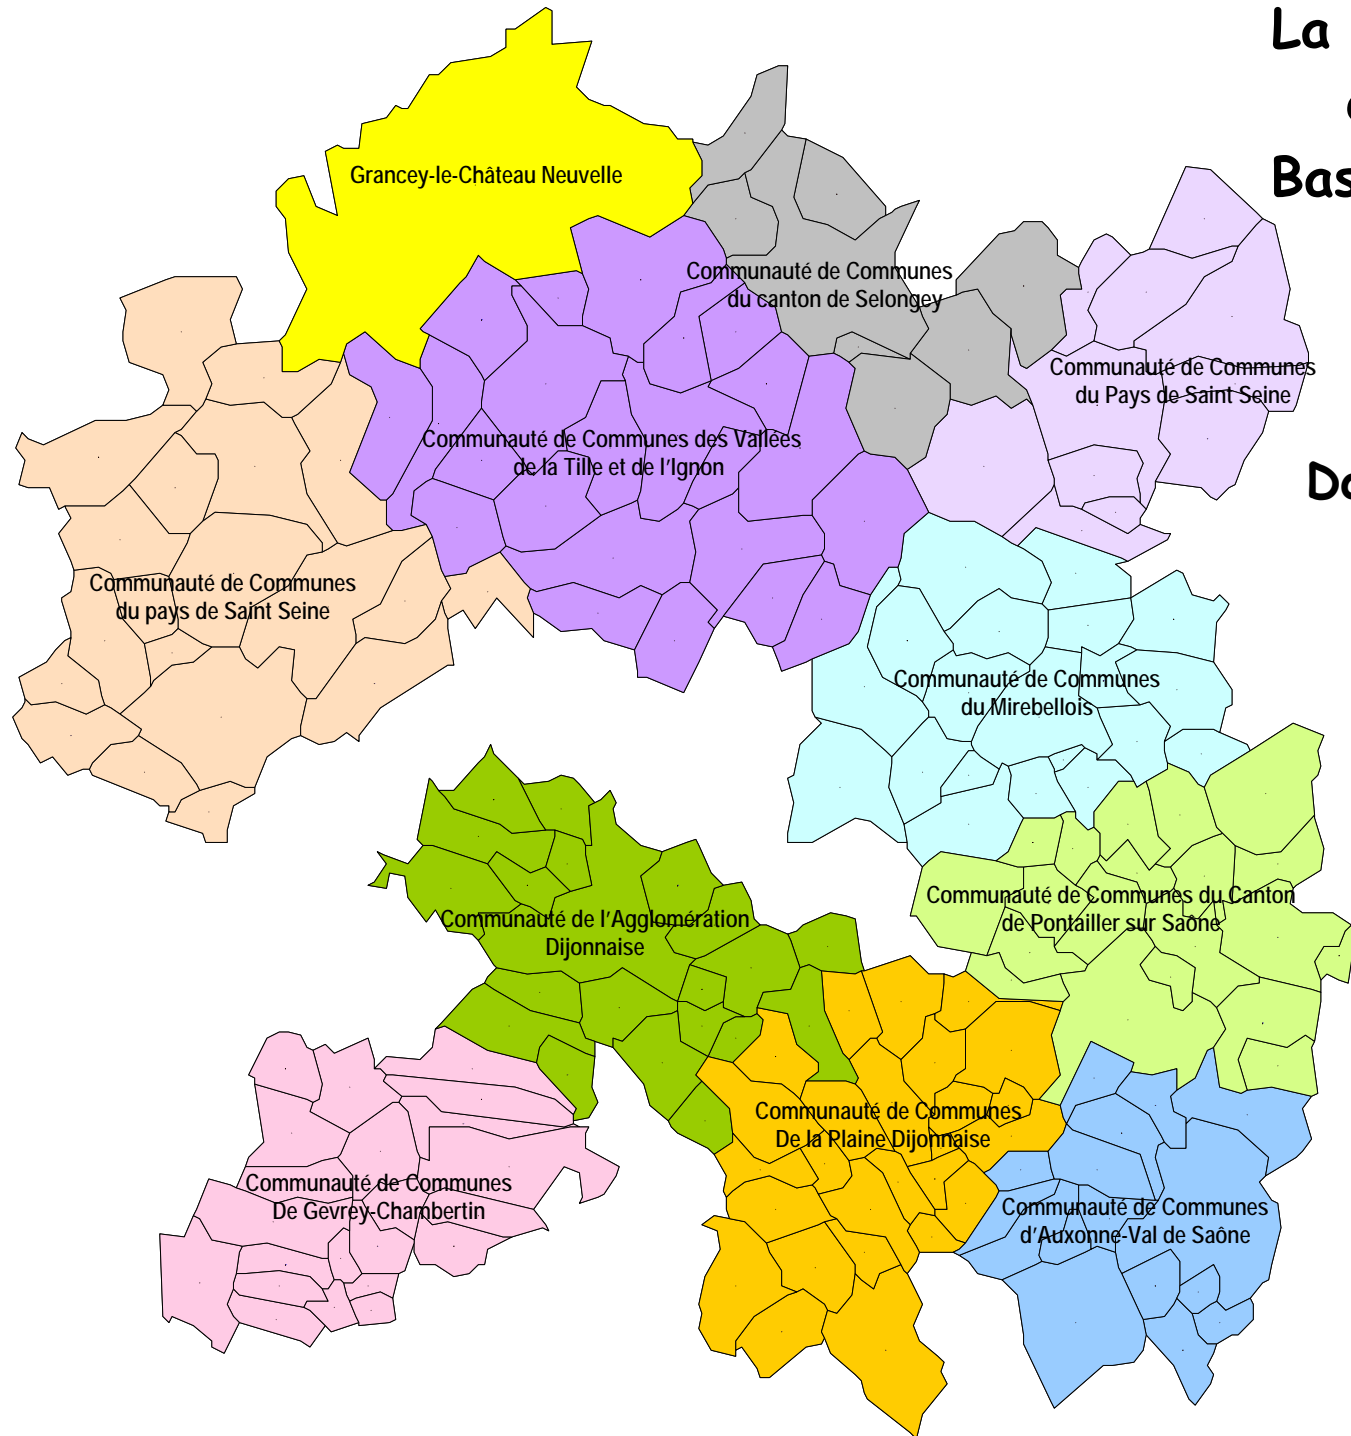 La
Bas
Grancey-le-Château Neuvelle
Communauté de Communes
du canton de Selongey
Communauté de Communes
du Pays de Saint Seine
Communauté de Communes des Vallées
de la Tille et de l'Ignon
Communauté de Communes
du pays de Saint Seine
Communauté de Communes
du Mirebellois
Communauté de Communes du Canton
de Pontailler sur Saône
Communauté de l'Agglomération
Dijonnaise
Communauté de Communes
De la Plaine Dijonnaise
Communauté de Communes
De Gevrey-Chambertin
Communauté de Communes
d'Auxonne-Val de Saône